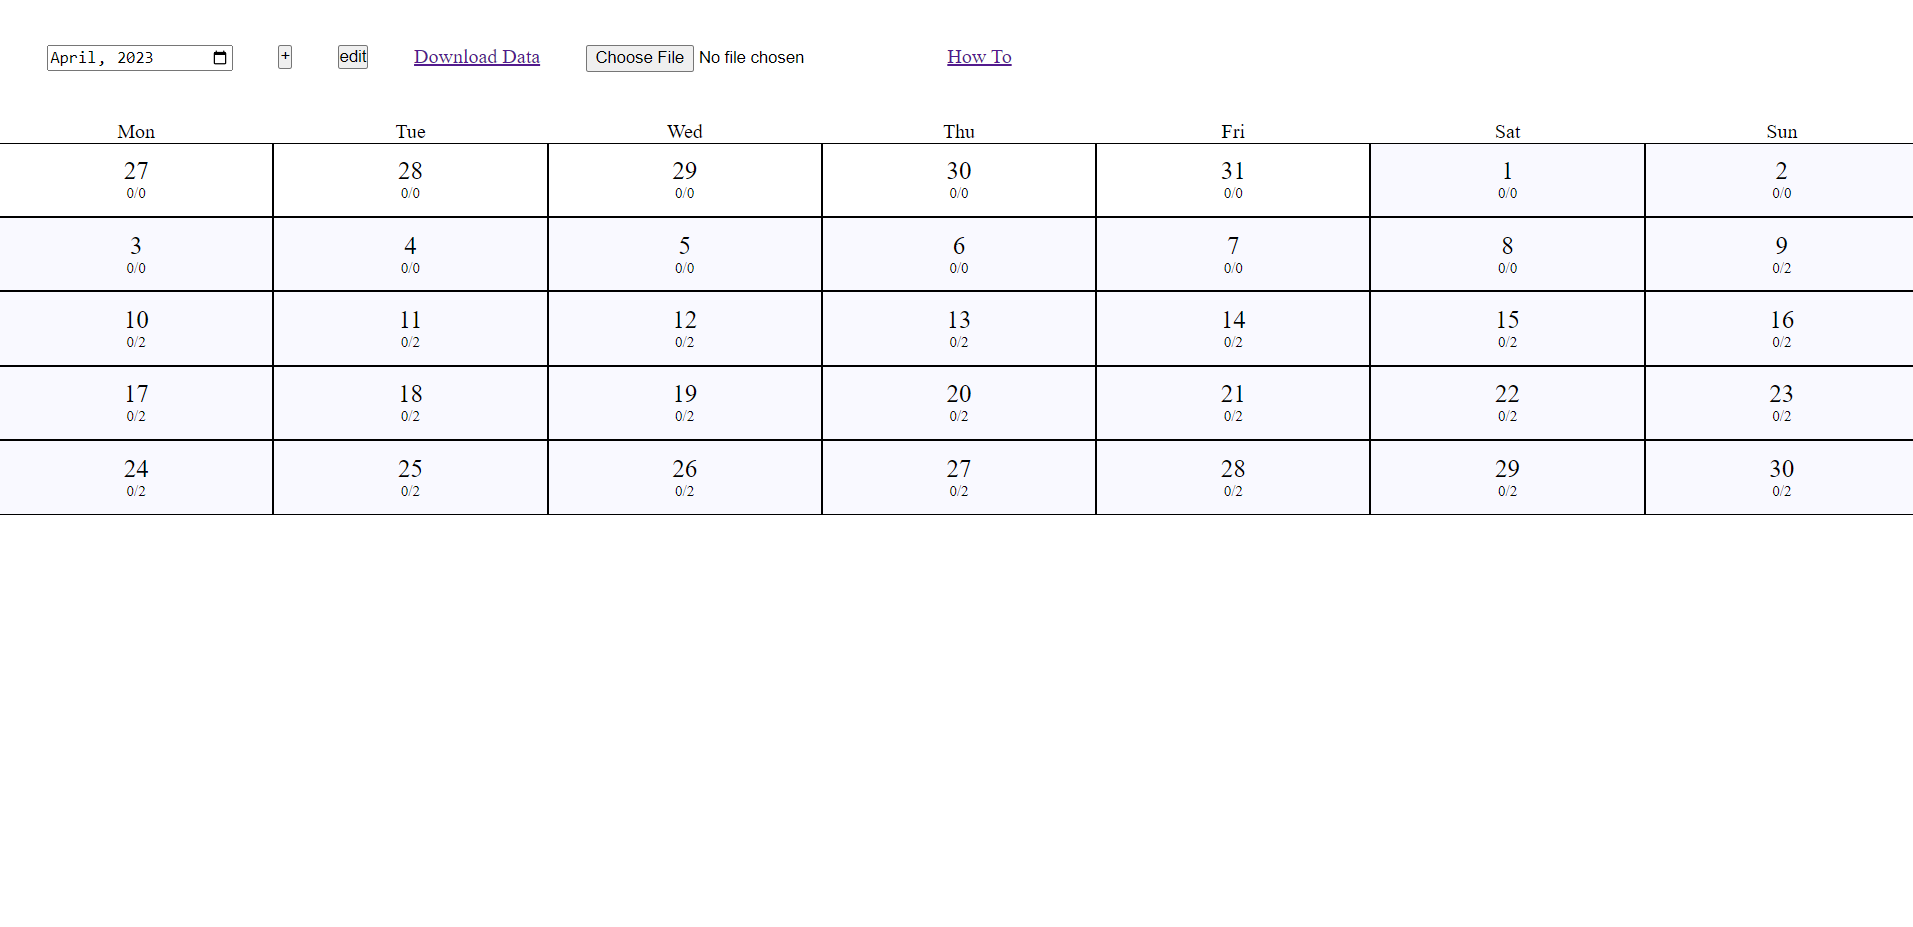 April, 2023 + edit Download Data Choose File No file chosen How To
Mon Tue Wed Thu Fri Sat Sun
27 28 29 30 31 1 2
0/0 0/0 0/0 0/0 0/0 0/0 0/0
3 4 5 6 7 8 9
0/0 0/0 0/0 0/0 0/0 0/0 0/2
10 11 12 13 14 15 16
0/2 0/2 0/2 0/2 0/2 0/2 0/2
17 18 19 20 21 22 23
0/2 0/2 0/2 0/2 0/2 0/2 0/2
24 25 26 27 28 29 30
0/2 0/2 0/2 0/2 0/2 0/2 0/2